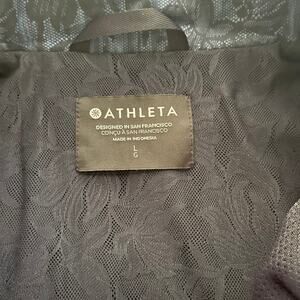 ATHLETA
DESIGNED IN SAN FRANCISCO
CONÇU À SAN FRANCISCO
MADE IN INDONESIA
L
G